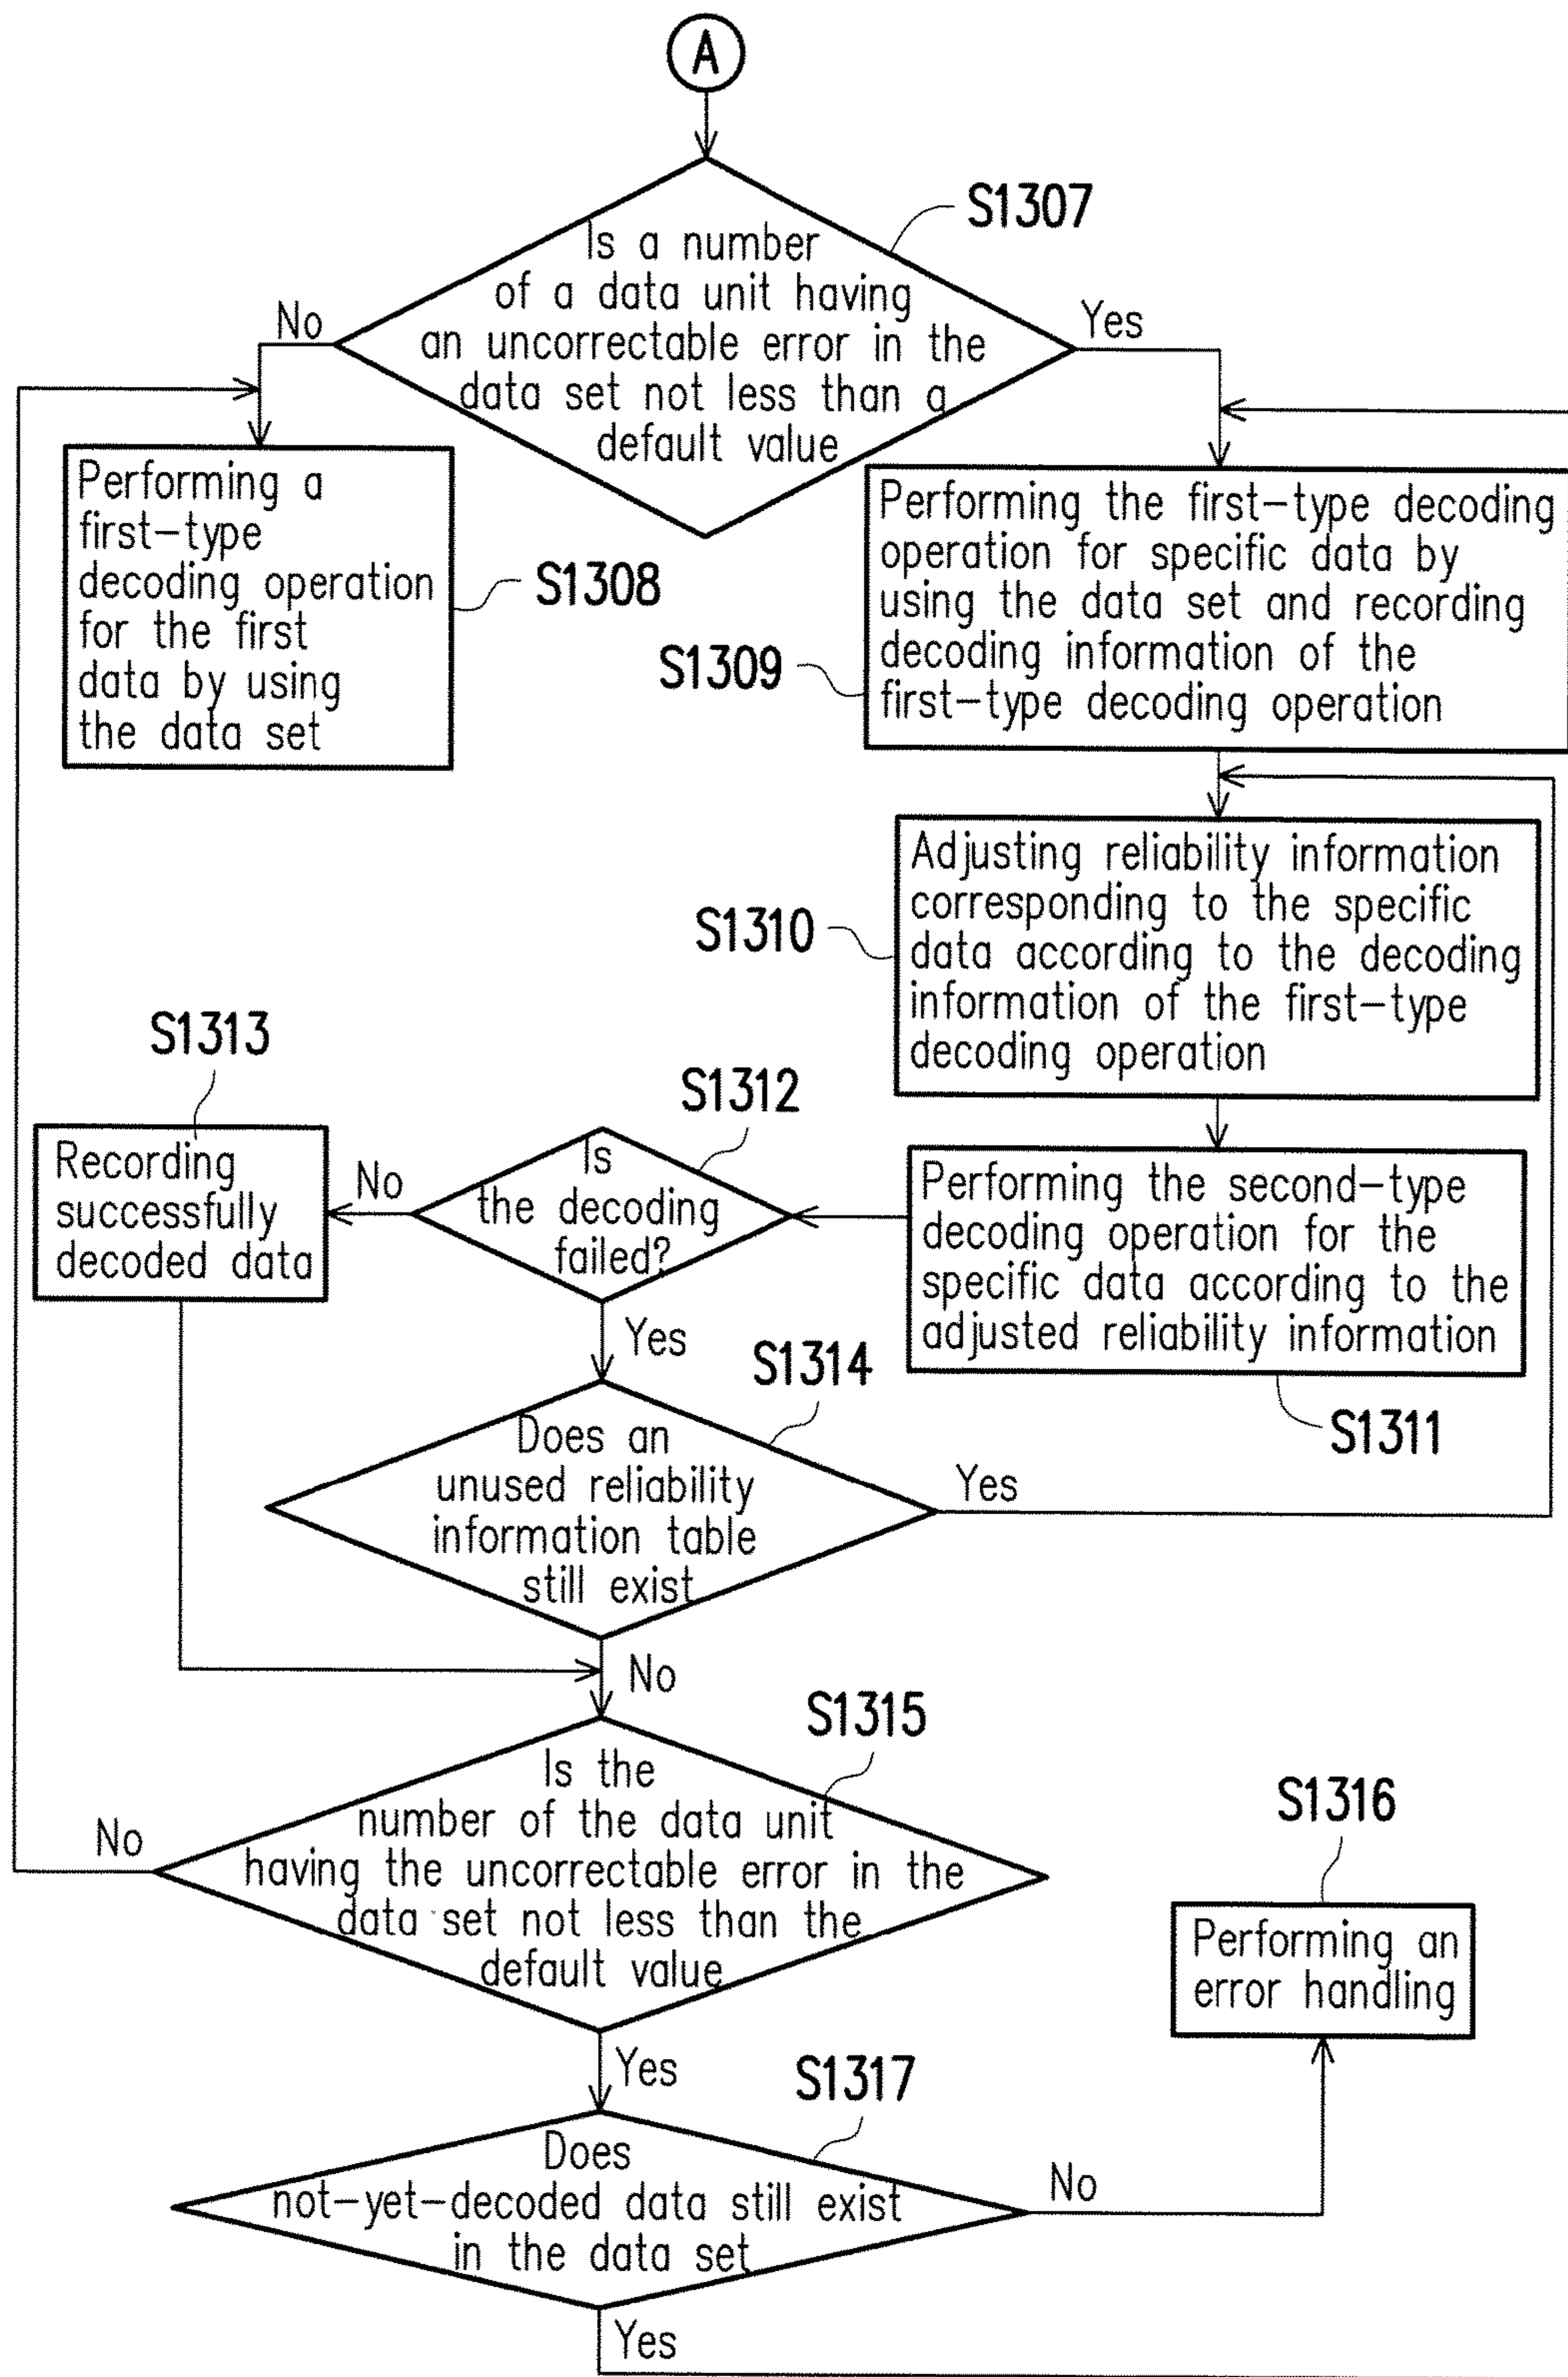 A
S1307
Is a number
of a data unit having
an uncorrectable error in the
data set not less than a
default value
No
Yes
Performing a
first-type
decoding operation
for the first
data by using
the data set
S1308
Performing the first-type decoding
operation for specific data by
using the data set and recording
decoding information of the
first-type decoding operation
S1309
Adjusting reliability information
corresponding to the specific
data according to the decoding
information of the first-type
decoding operation
S1310
S1313
S1312
Recording
successfully
decoded data
No
Is
the decoding
failed?
Performing the second-type
decoding operation for the
specific data according to the
adjusted reliability information
S1311
Yes
S1314
Does an
unused reliability
information table
still exist
Yes
No
S1315
Is the
number of the data unit
having the uncorrectable error in the
data set not less than the
default value
No
S1316
Performing an
error handling
Yes
S1317
Does
not-yet-decoded data still exist
in the data set
No
Yes